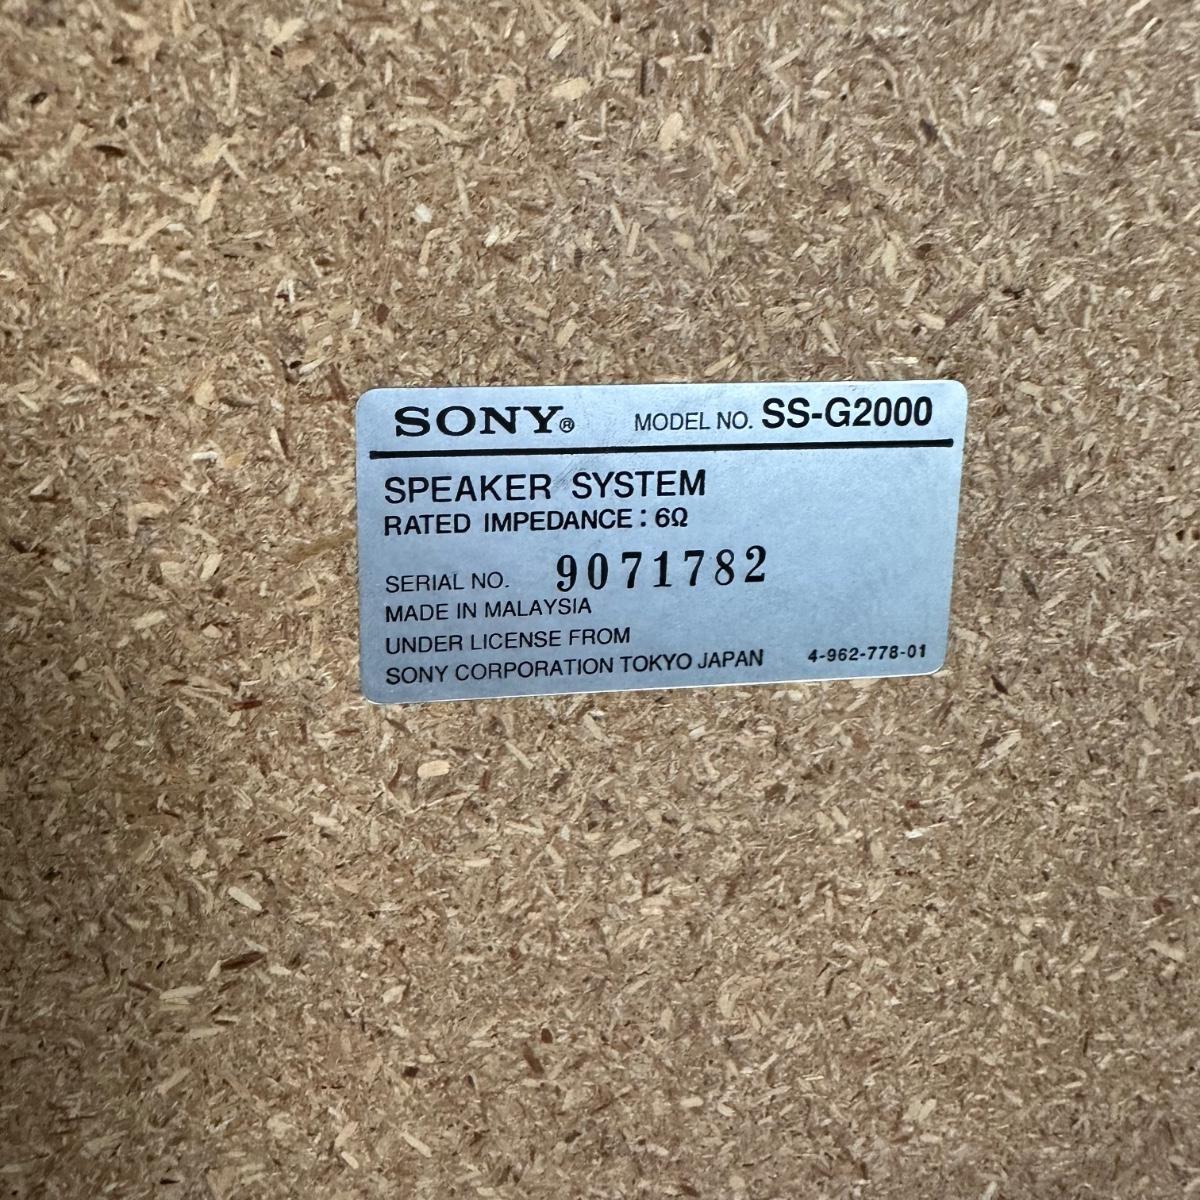 SONY® MODEL NO. SS-G2000
SPEAKER SYSTEM
RATED IMPEDANCE : 6Ω
SERIAL NO. 9071782
MADE IN MALAYSIA
UNDER LICENSE FROM
SONY CORPORATION TOKYO JAPAN 4-962-778-01